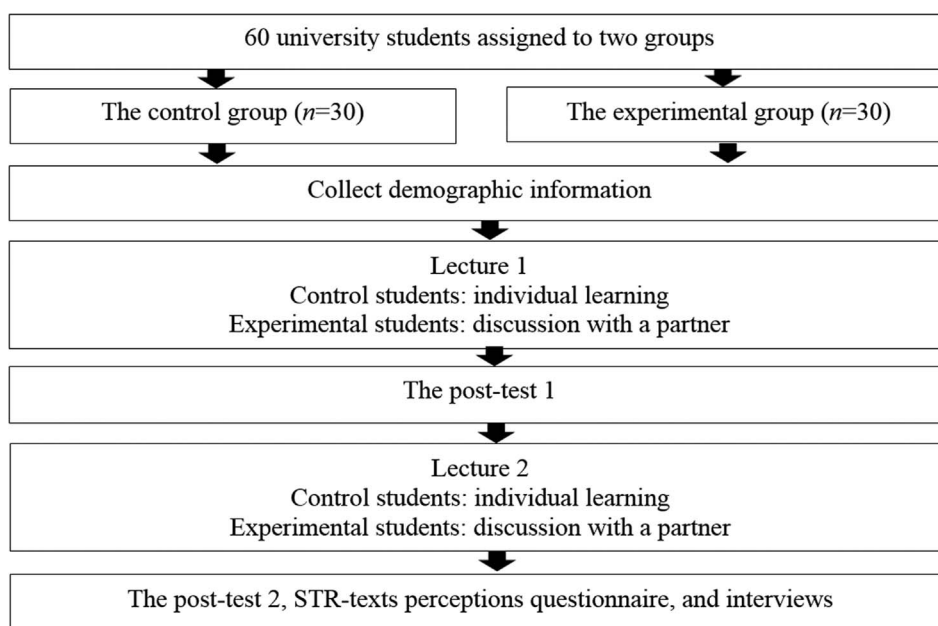 60 university students assigned to two groups
The control group (n=30)
The experimental group (n=30)
Collect demographic information
Lecture 1
Control students: individual learning
Experimental students: discussion with a partner
The post-test 1
Lecture 2
Control students: individual learning
Experimental students: discussion with a partner
The post-test 2, STR-texts perceptions questionnaire, and interviews